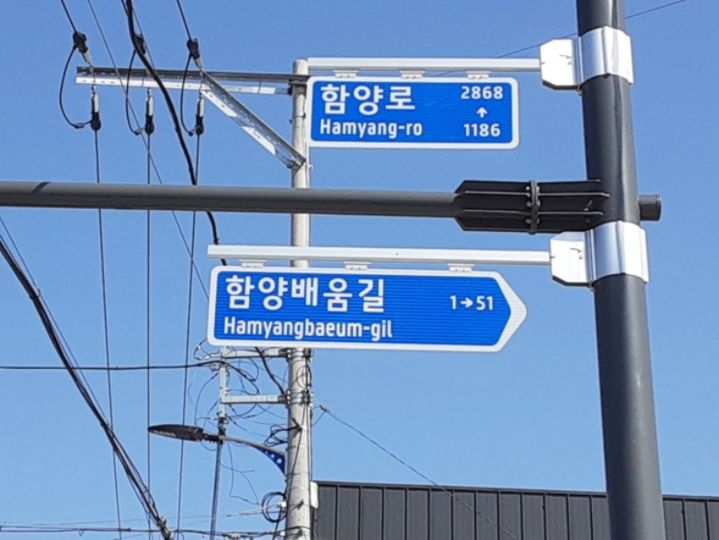 함양로 2868
↑
Hamyang-ro 1186
함양배움길 1→51
Hamyangbaeum-gil